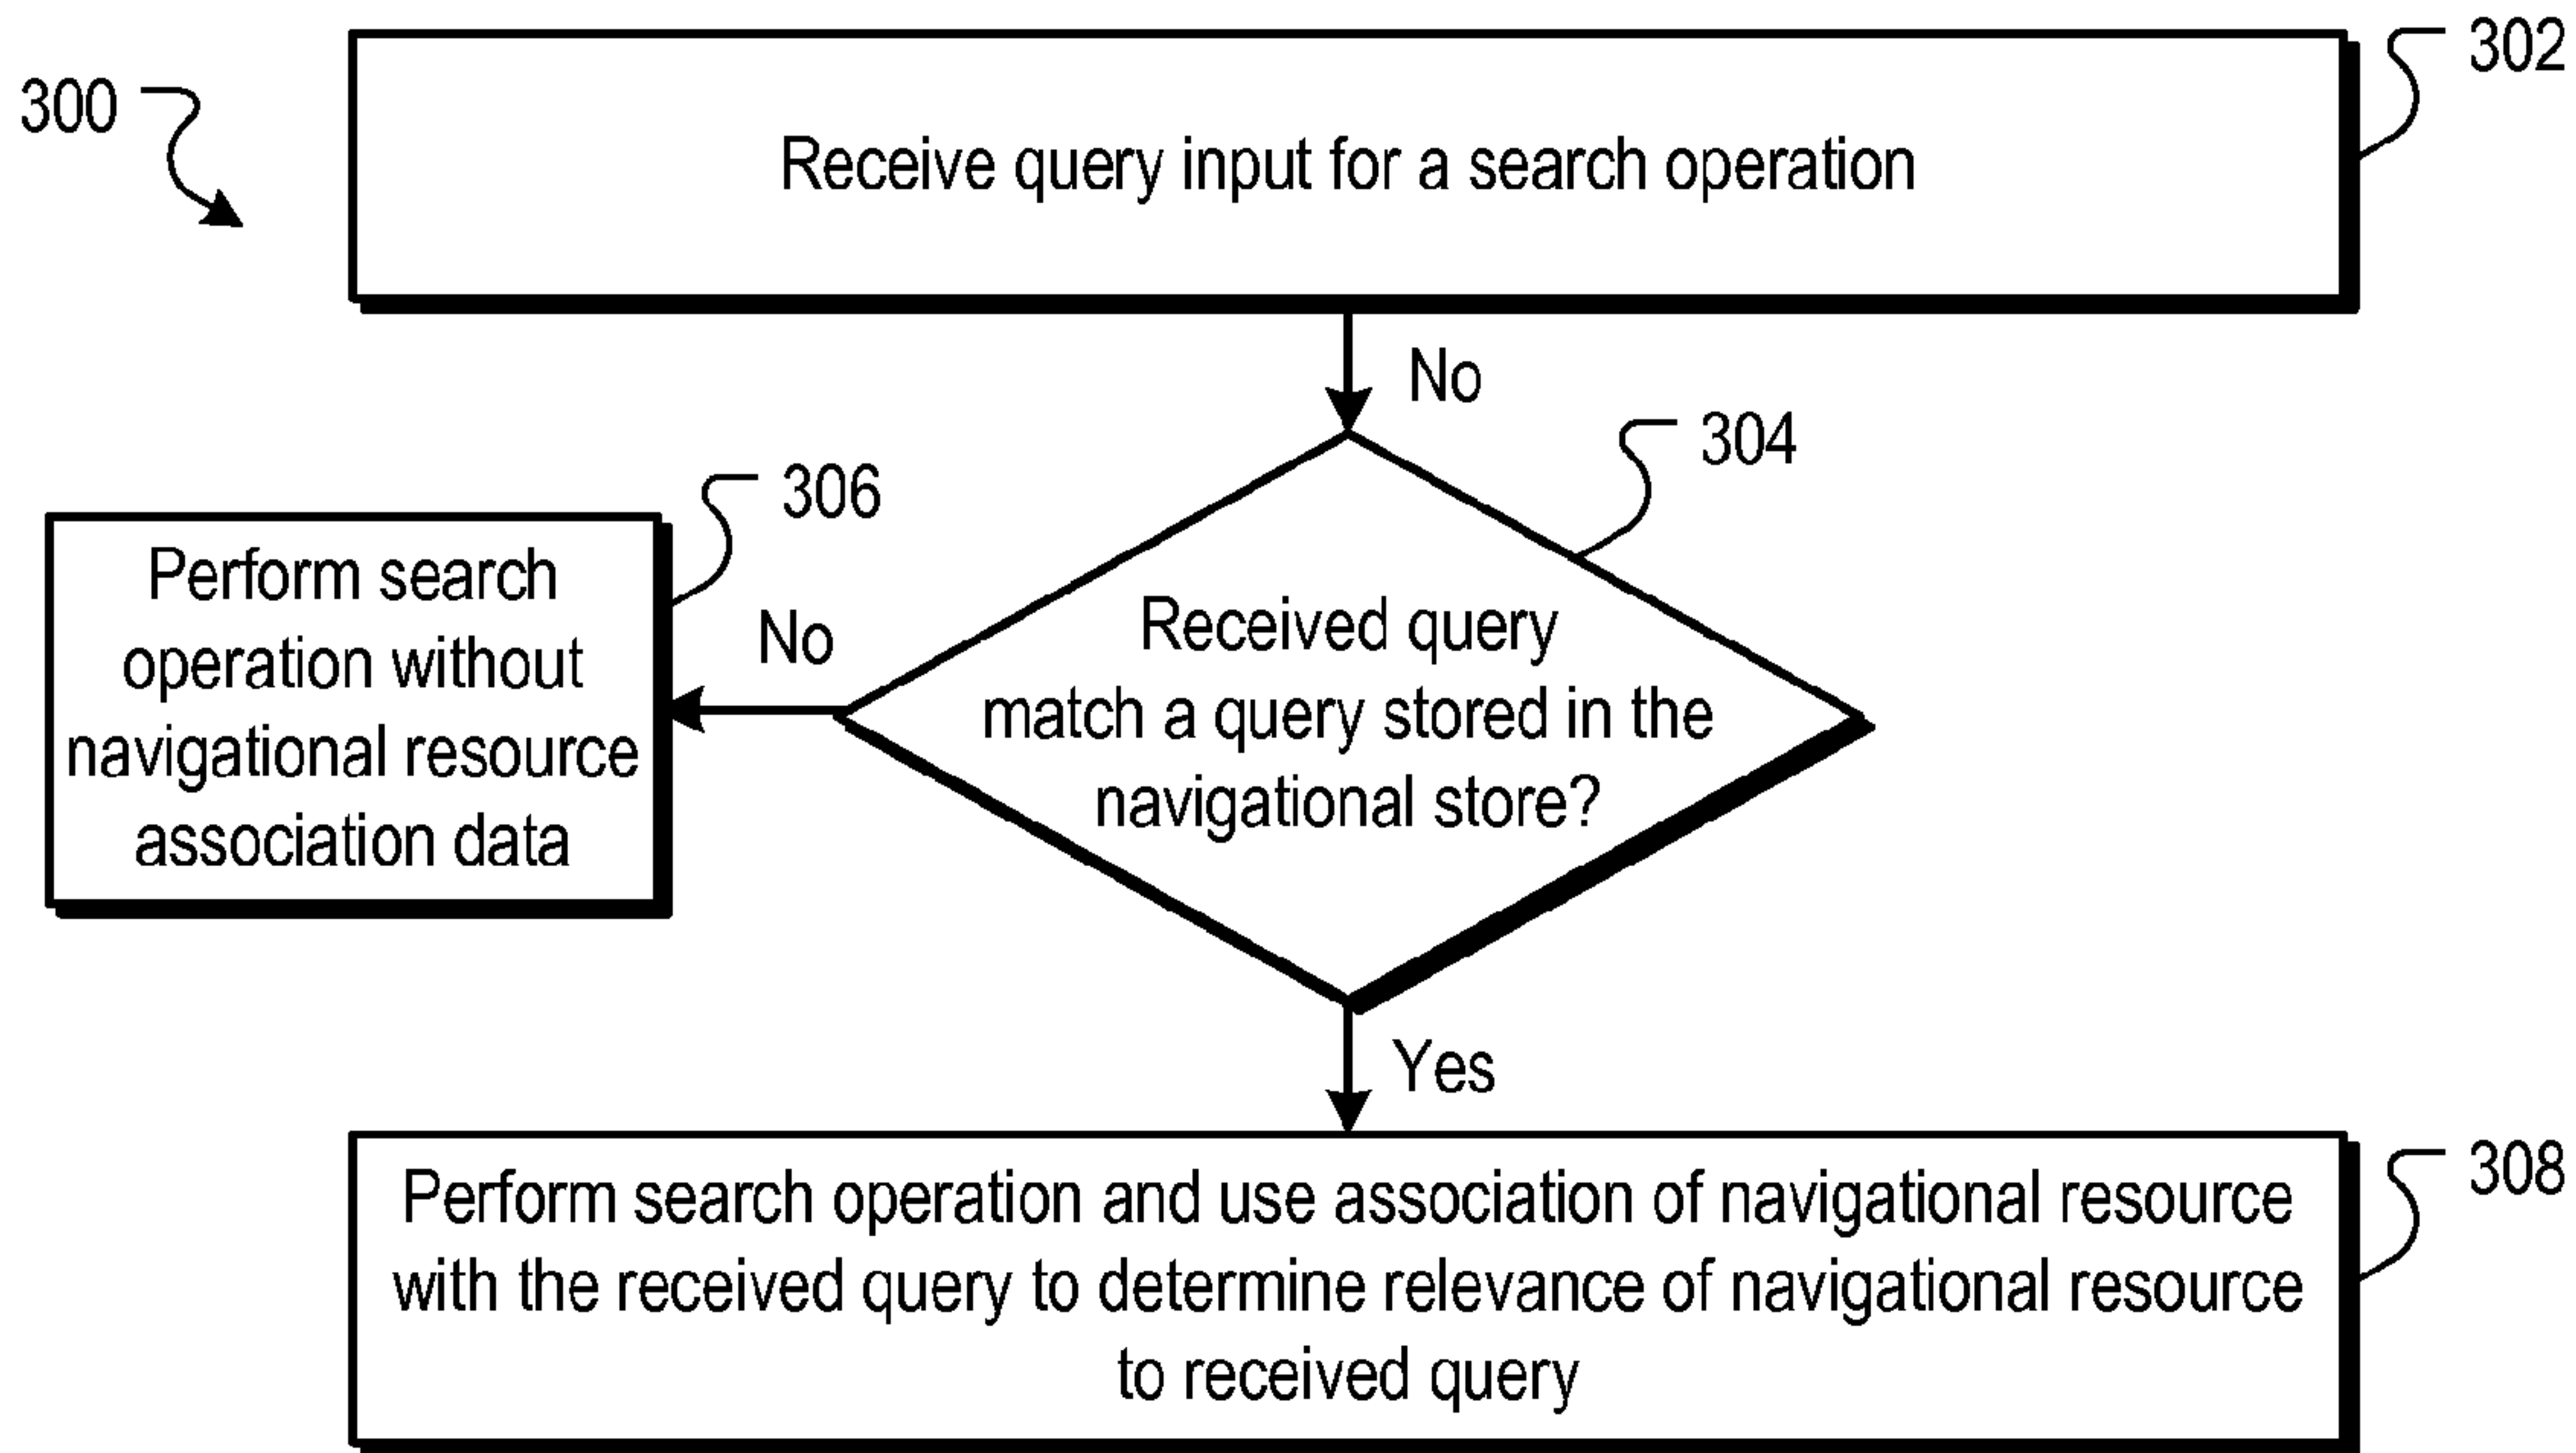 300
302
Receive query input for a search operation
No
304
306
Perform search
operation without
navigational resource
association data
No
Received query
match a query stored in the
navigational store?
Yes
308
Perform search operation and use association of navigational resource
with the received query to determine relevance of navigational resource
to received query